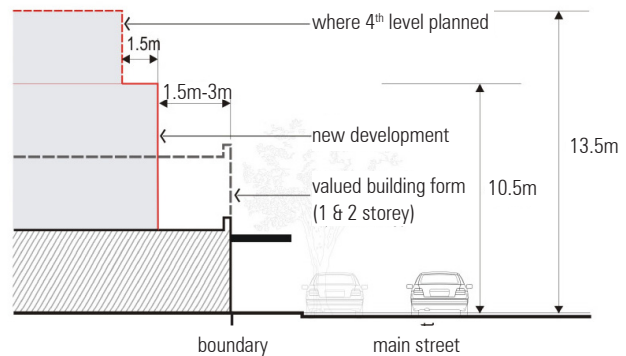 where 4th level planned
1.5m
1.5m-3m
new development
13.5m
valued building form
(1 & 2 storey)
10.5m
boundary
main street